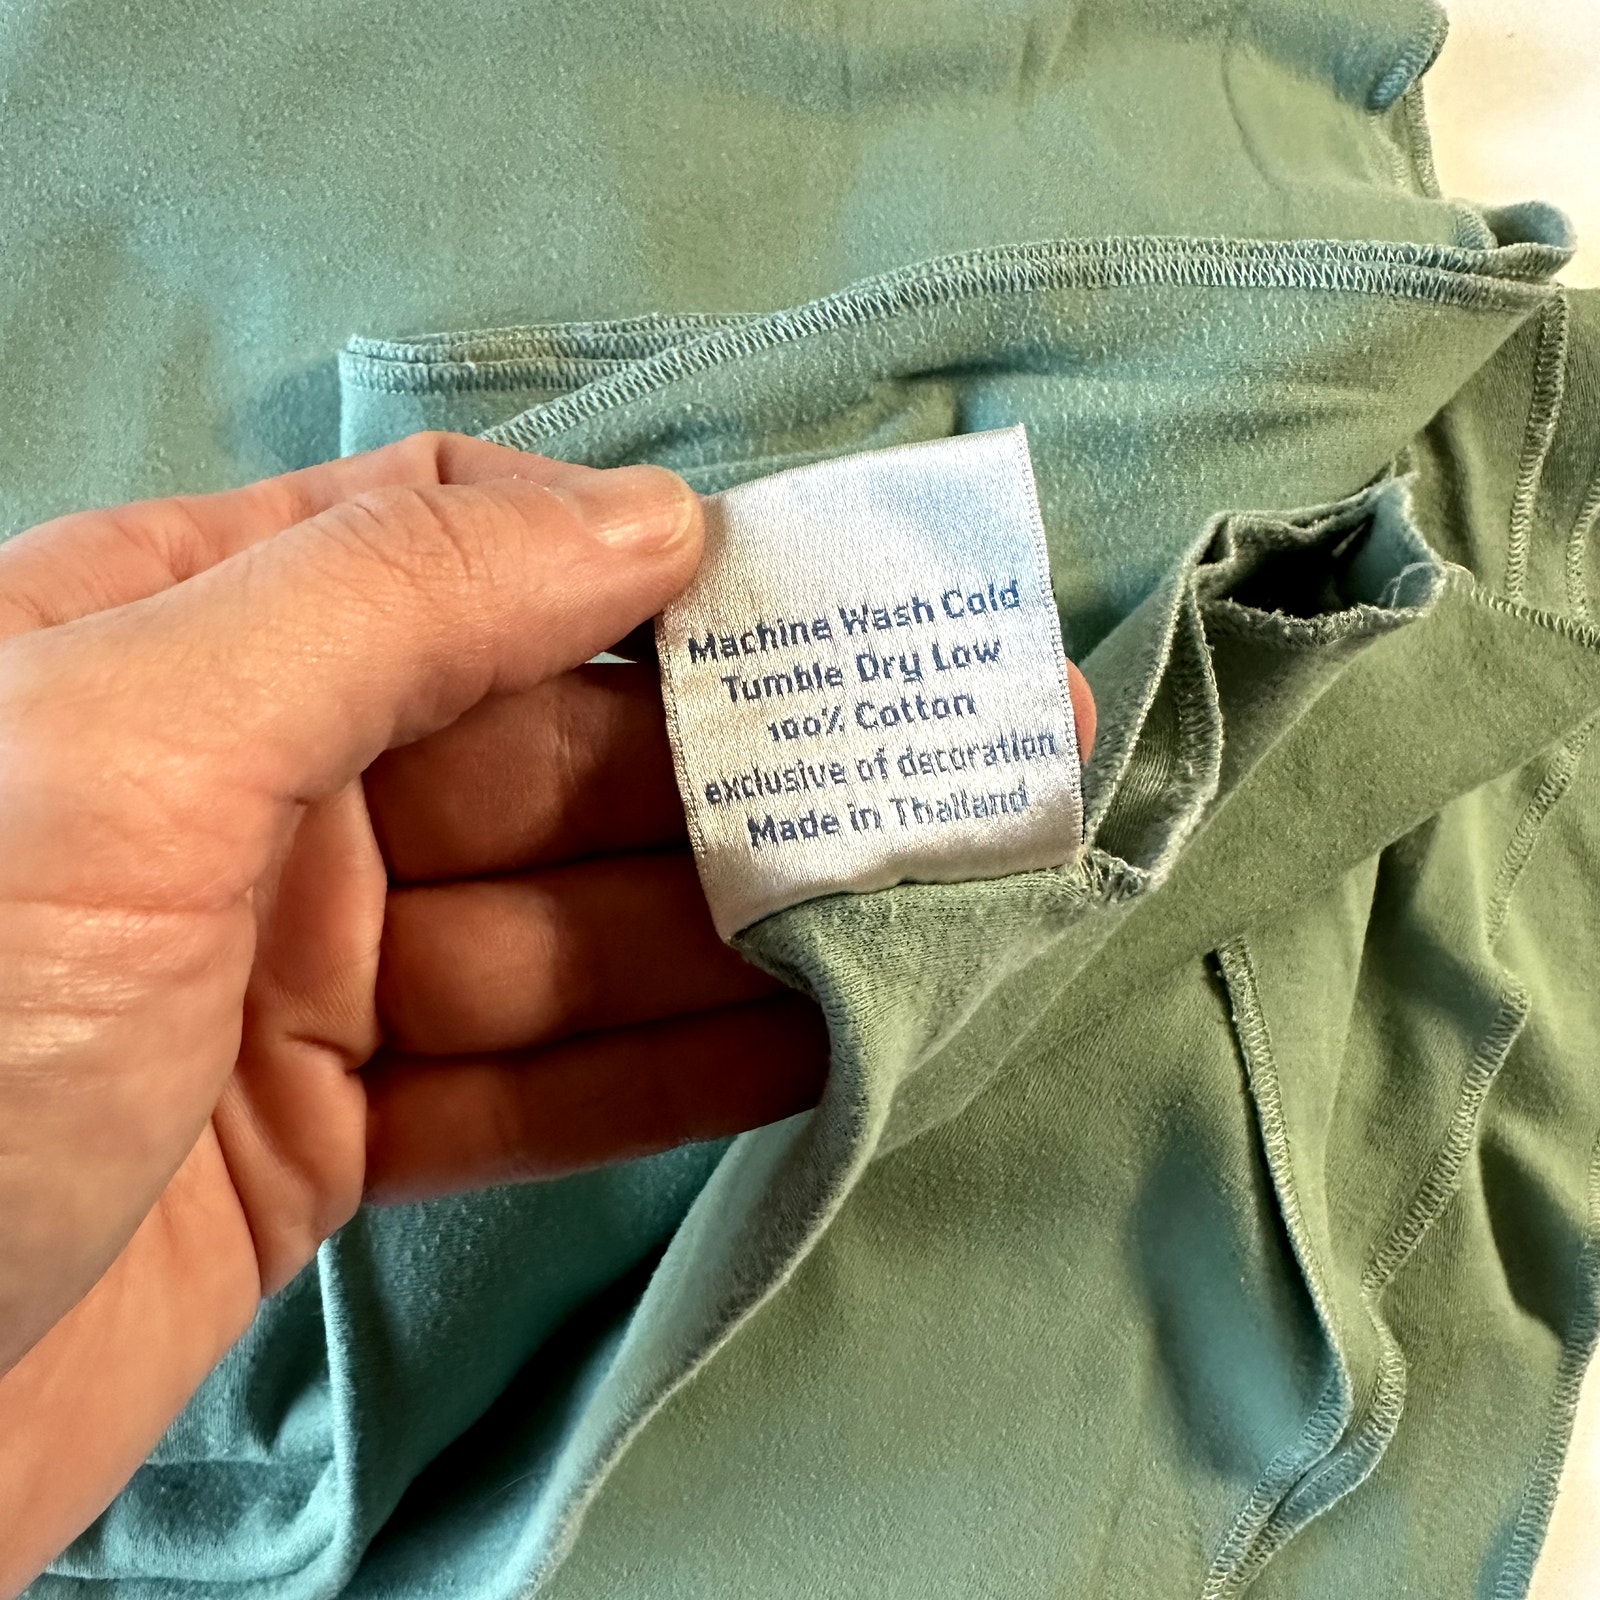 Machine Wash Cold
Tumble Dry Low
100% Cotton
exclusive of decoration
Made in Thailand